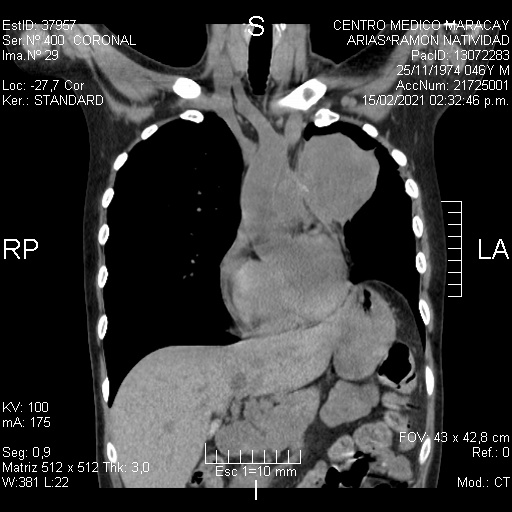 EstID: 37957
Ser.Nº 400 CORONAL
Ima.Nº 29
Loc: -27,7 Cor
Ker.: STANDARD
S
CENTRO MEDICO MARACAY
ARIAS^RAMON NATIVIDAD
PacID: 13072283
25/11/1974 046Y M
AccNum: 21725001
15/02/2021 02:32:46 p.m.
RP
LA
KV: 100
mA: 175
Seg: 0,9
Matriz 512 x 512 Thk: 3,0
W:381 L:22
Esc 1=10 mm
I
FOV: 43 x 42,8 cm
Ref.: 0
Mod.: CT